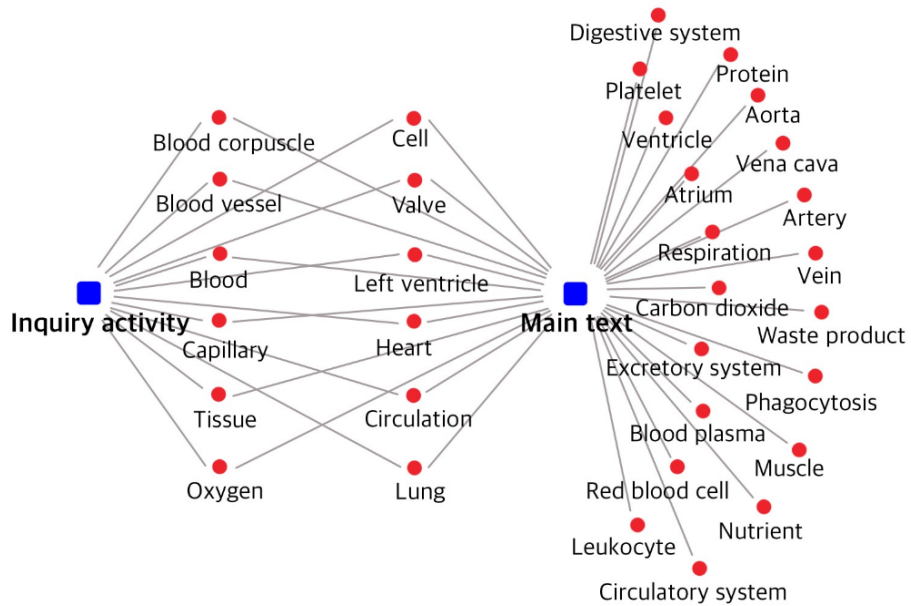 Digestive system
Protein
Platelet
Aorta
Ventricle
Blood corpuscle
Cell
Vena cava
Atrium
Blood vessel
Valve
Artery
Respiration
Vein
Blood
Left ventricle
Carbon dioxide
Inquiry activity
Main text
Waste product
Capillary
Heart
Excretory system
Phagocytosis
Tissue
Circulation
Blood plasma
Muscle
Oxygen
Lung
Red blood cell
Nutrient
Leukocyte
Circulatory system